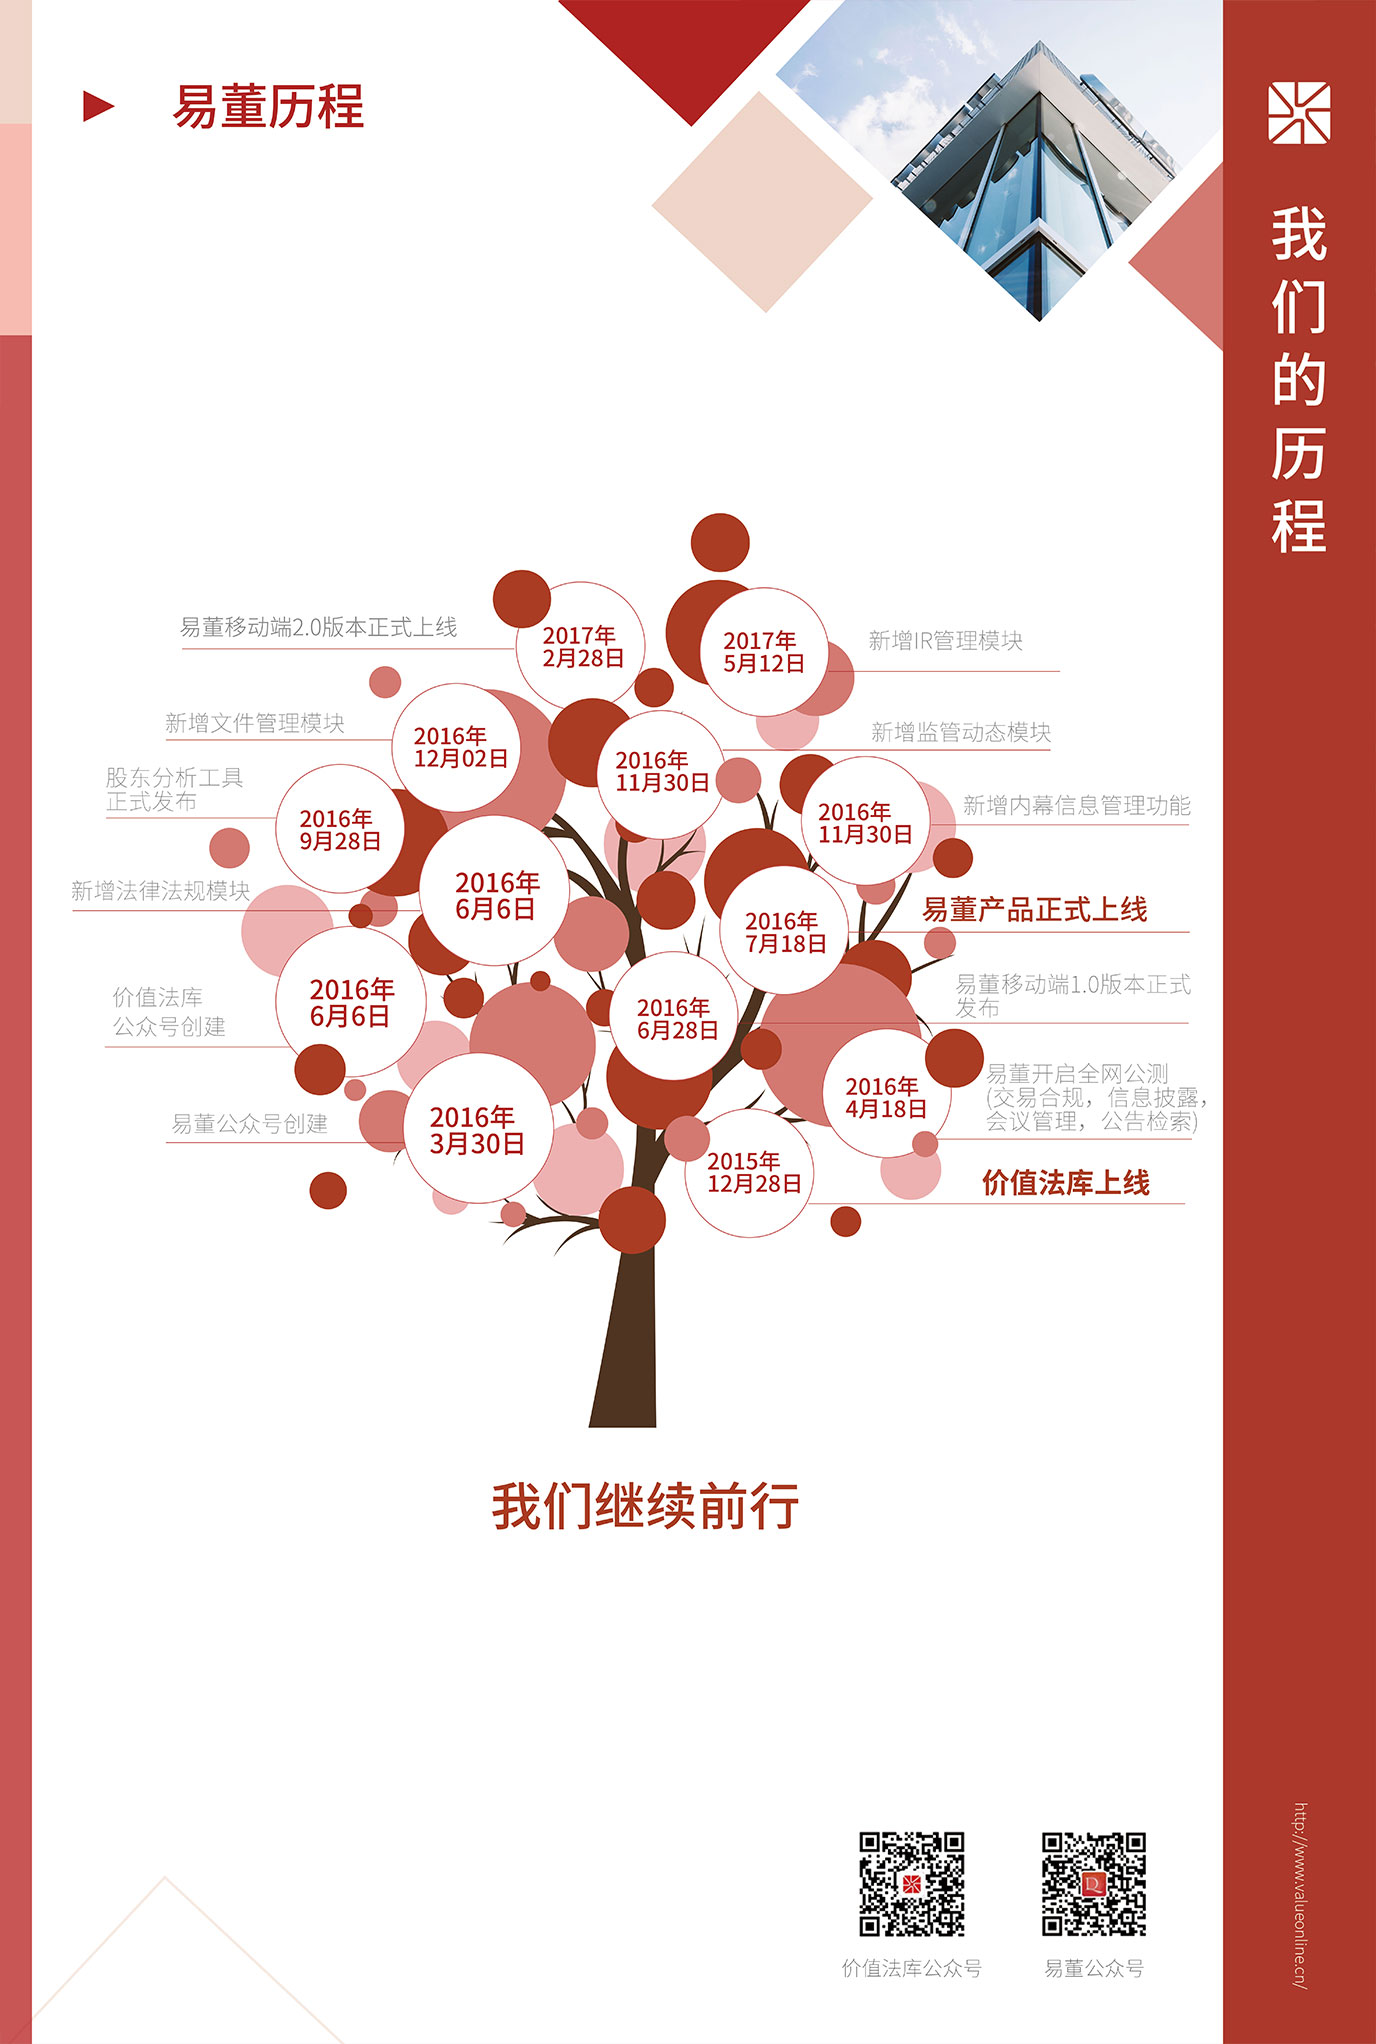 易董历程
我们的历程
易董移动端2.0版本正式上线
2017年
2月28日
2017年
5月12日
新增IR管理模块
新增文件管理模块
2016年
12月02日
2016年
11月30日
新增监管动态模块
股东分析工具
正式发布
2016年
9月28日
2016年
11月30日
新增内幕信息管理功能
新增法律法规模块
2016年
6月6日
2016年
7月18日
易董产品正式上线
价值法库
公众号创建
2016年
6月6日
2016年
6月28日
易董移动端1.0版本正式
发布
易董公众号创建
2016年
3月30日
2016年
4月18日
易董开启全网公测
(交易合规，信息披露，
会议管理，公告检索)
2015年
12月28日
价值法库上线
我们继续前行
价值法库公众号
易董公众号
http://www.valueonline.cn/